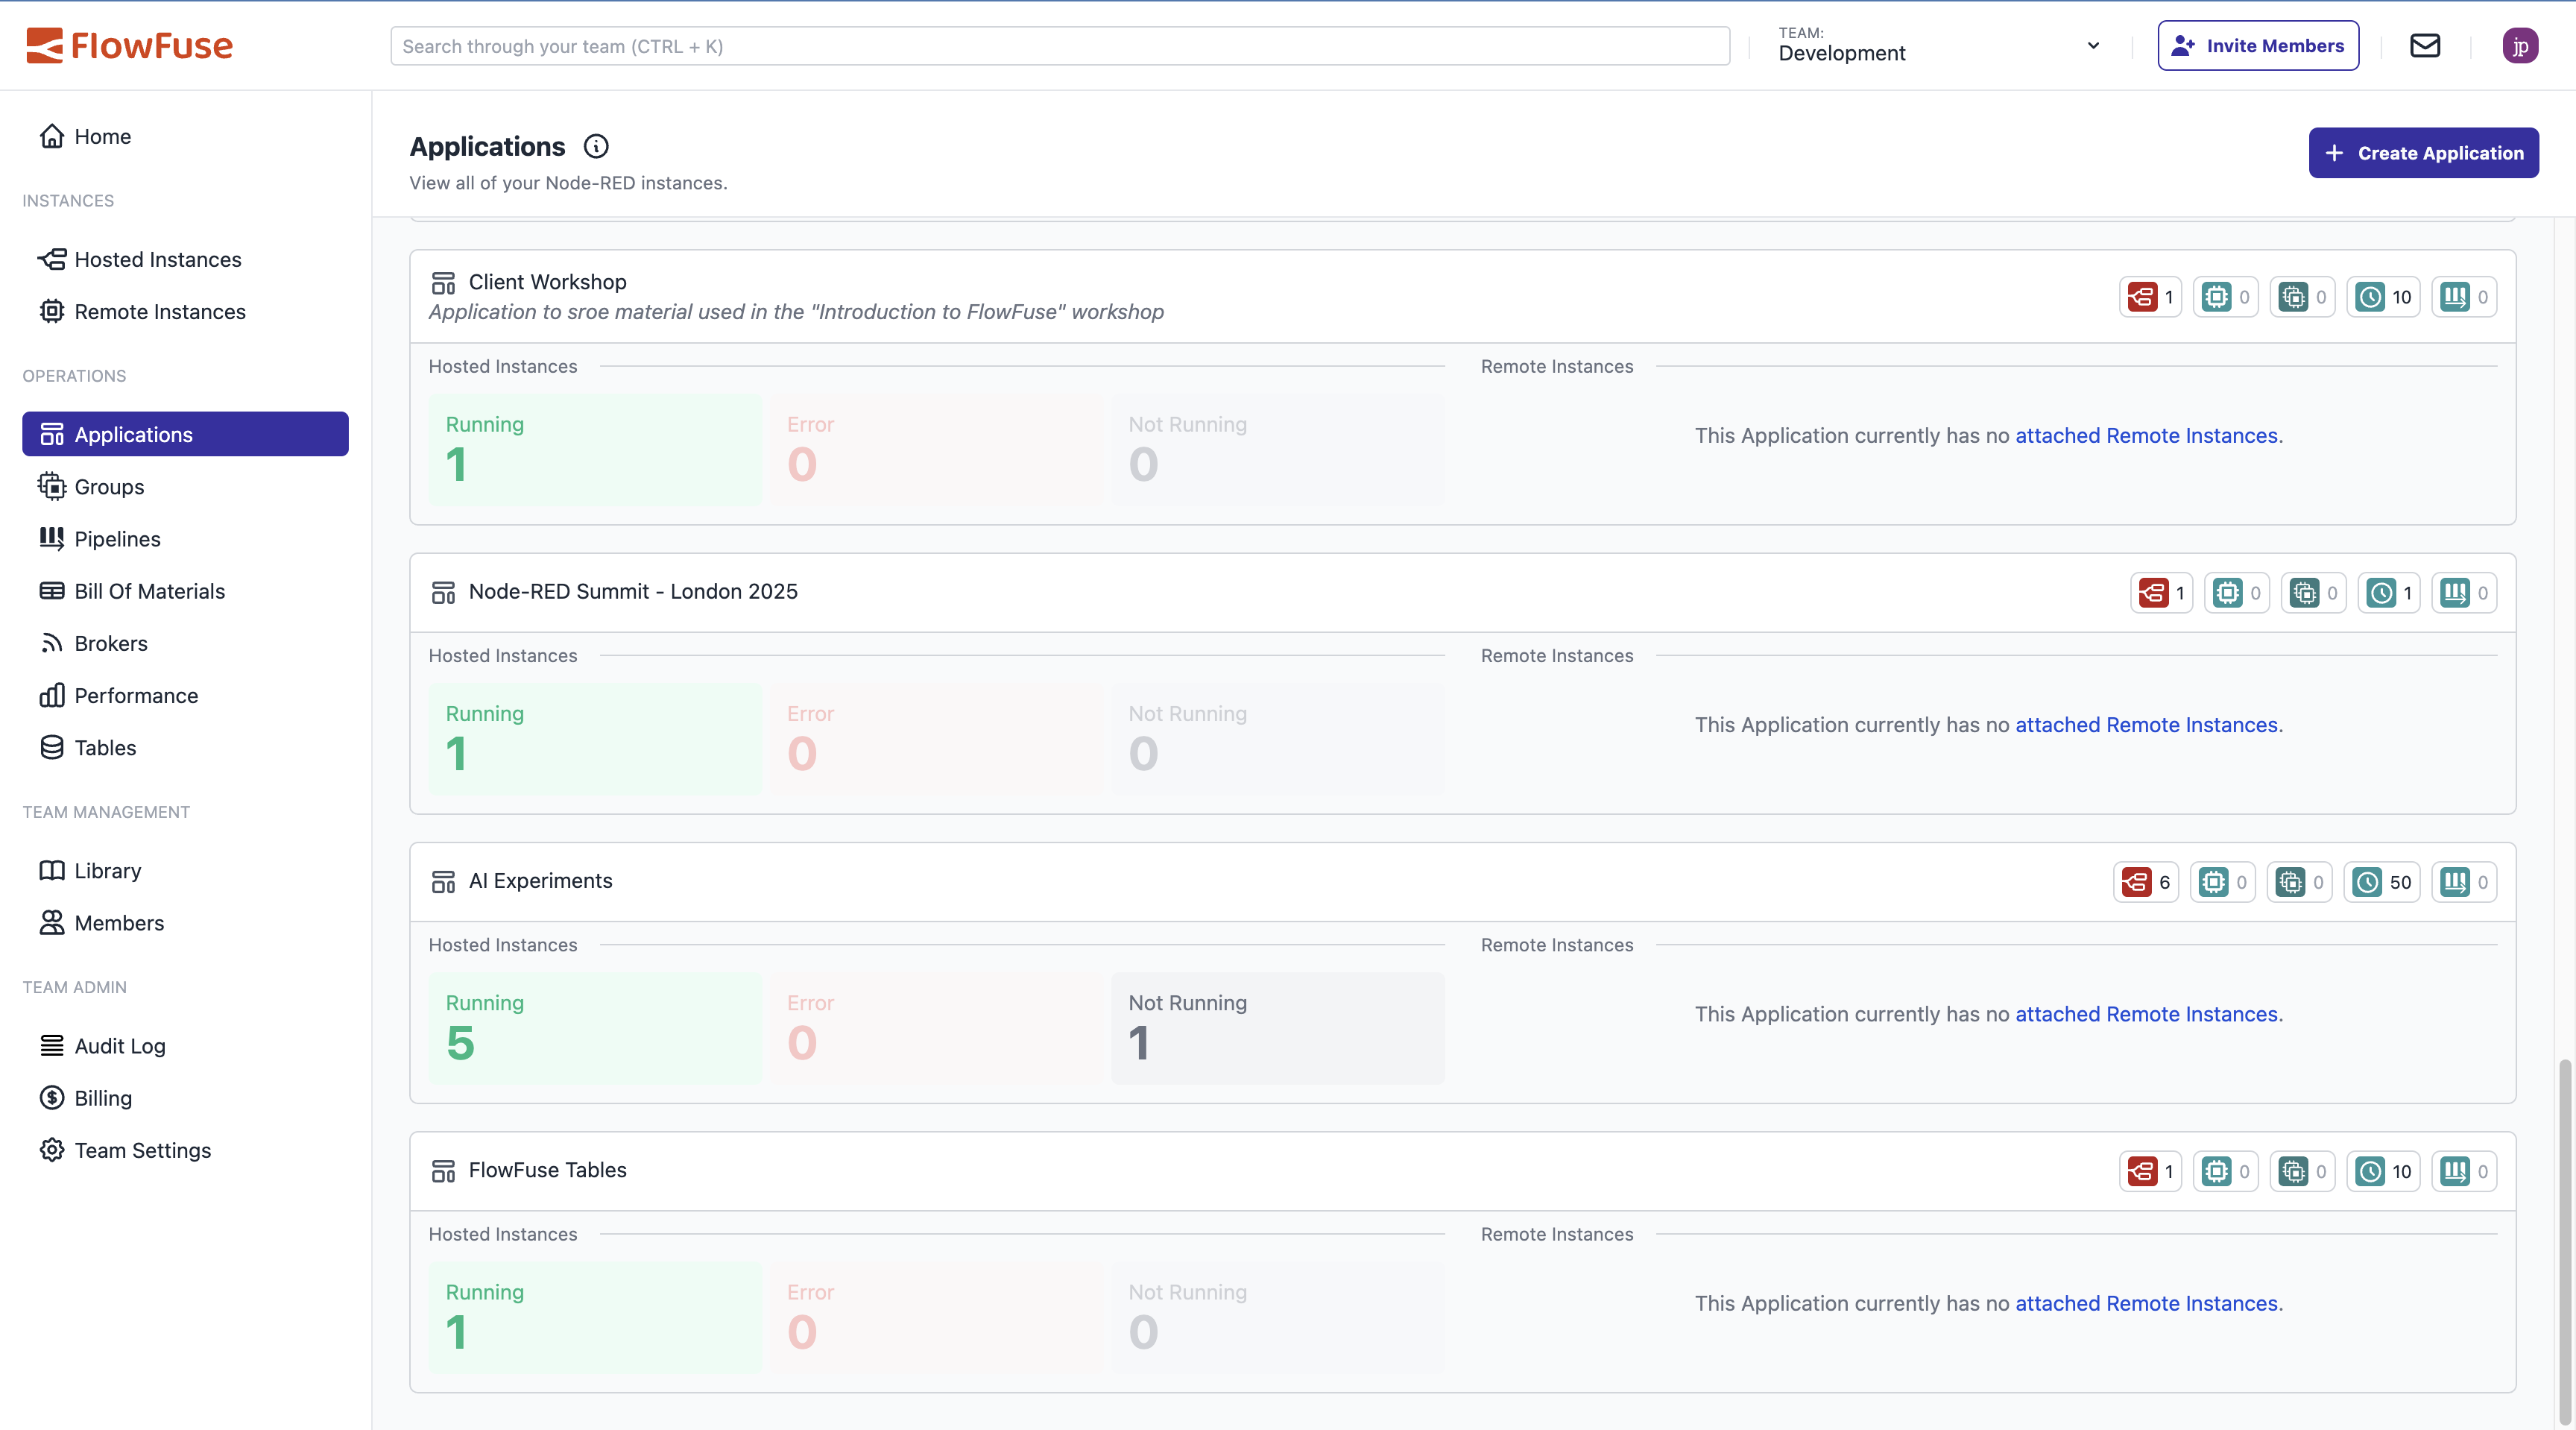 FlowFuse
Search through your team (CTRL + K)
TEAM:
Development
Invite Members
jp
Home
INSTANCES
Hosted Instances
Remote Instances
OPERATIONS
Applications
Groups
Pipelines
Bill Of Materials
Brokers
Performance
Tables
TEAM MANAGEMENT
Library
Members
TEAM ADMIN
Audit Log
Billing
Team Settings
Applications
View all of your Node-RED instances.
Create Application
Client Workshop
Application to sroe material used in the "Introduction to FlowFuse" workshop
1 0 0 10 0
Hosted Instances
Running
1
Error
0
Not Running
0
Remote Instances
This Application currently has no attached Remote Instances.
Node-RED Summit - London 2025
1 0 0 1 0
Hosted Instances
Running
1
Error
0
Not Running
0
Remote Instances
This Application currently has no attached Remote Instances.
AI Experiments
6 0 0 50 0
Hosted Instances
Running
5
Error
0
Not Running
1
Remote Instances
This Application currently has no attached Remote Instances.
FlowFuse Tables
1 0 0 10 0
Hosted Instances
Running
1
Error
0
Not Running
0
Remote Instances
This Application currently has no attached Remote Instances.